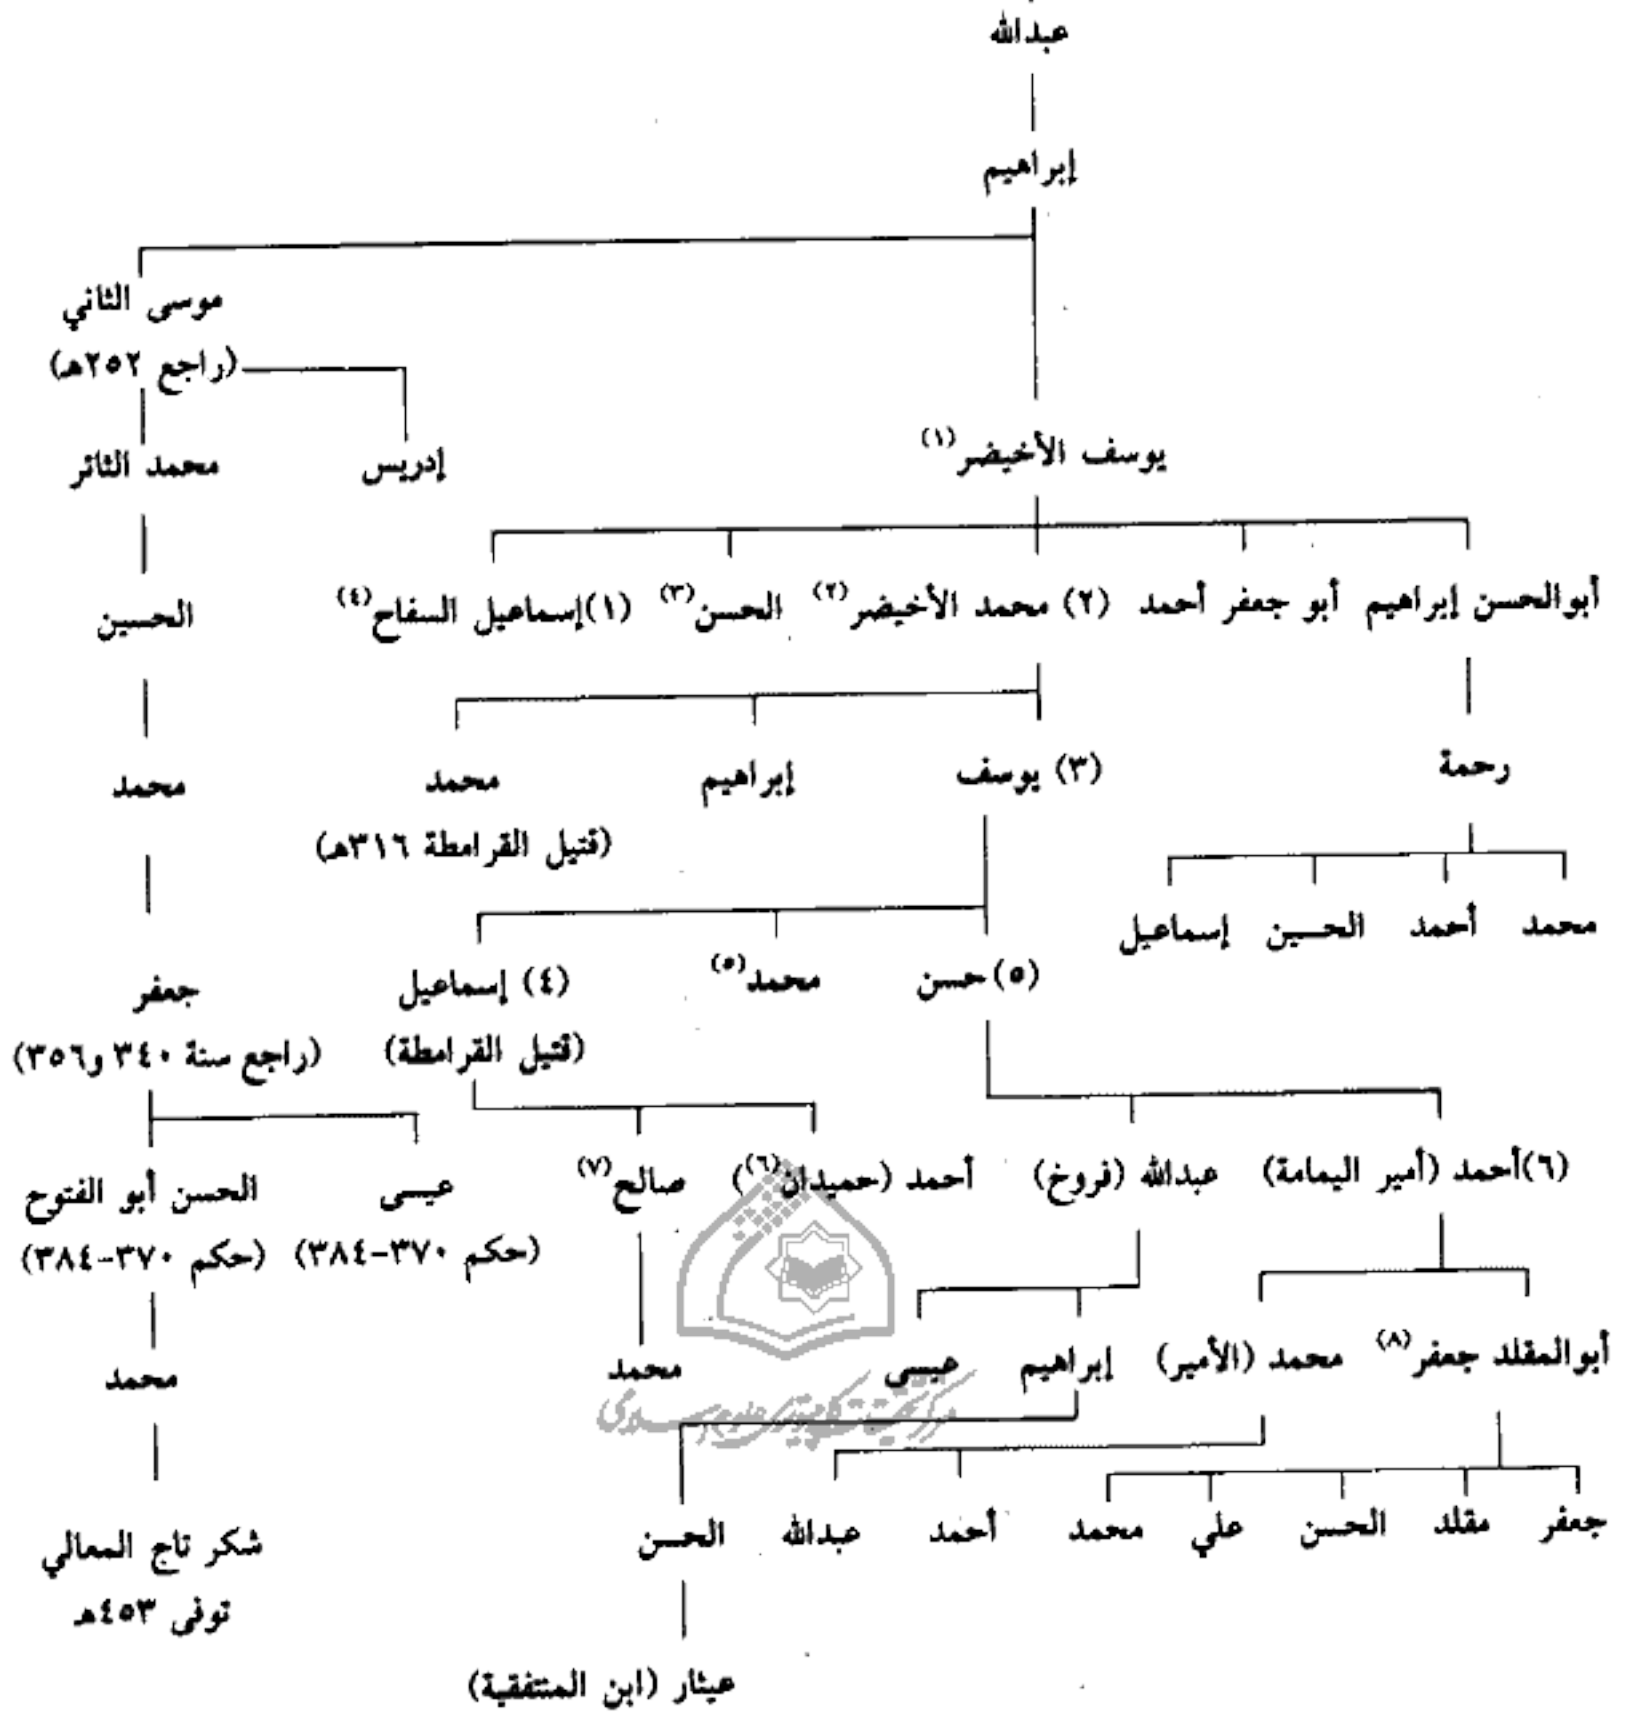 عبدالله
إبراهيم
موسى الثاني
(راجع ٢٥٢هـ)
يوسف الأخيضر(١)
إدريس
محمد الثائر
أبوالحسن إبراهيم
أبو جعفر أحمد
(٢) محمد الأخيضر(٢)
الحسن(٣)
(١)إسماعيل السفاح(٤)
الحسين
رحمة
(٣) يوسف
إبراهيم
محمد
محمد
(قتيل القرامطة ٣١٦هـ)
محمد
أحمد
الحسين
إسماعيل
(٥)حسن
محمد(٥)
(٤) إسماعيل
جعفر
(قتيل القرامطة)
(راجع سنة ٣٤٠ و٣٥٦)
(٦)أحمد (أمير اليمامة)
عبدالله (فروخ)
أحمد (حميدان(٦))
صالح(٧)
عيسى
الحسن أبو الفتوح
(حكم ٣٧٠-٣٨٤)
(حكم ٣٧٠-٣٨٤)
أبوالمقلد جعفر(٨)
محمد (الأمير)
إبراهيم
عيسى
محمد
محمد
جعفر
مقلد
الحسن
علي
محمد
أحمد
عبدالله
الحسن
شكر تاج المعالي
توفى ٤٥٣هـ
عيثار (ابن المنتفقية)